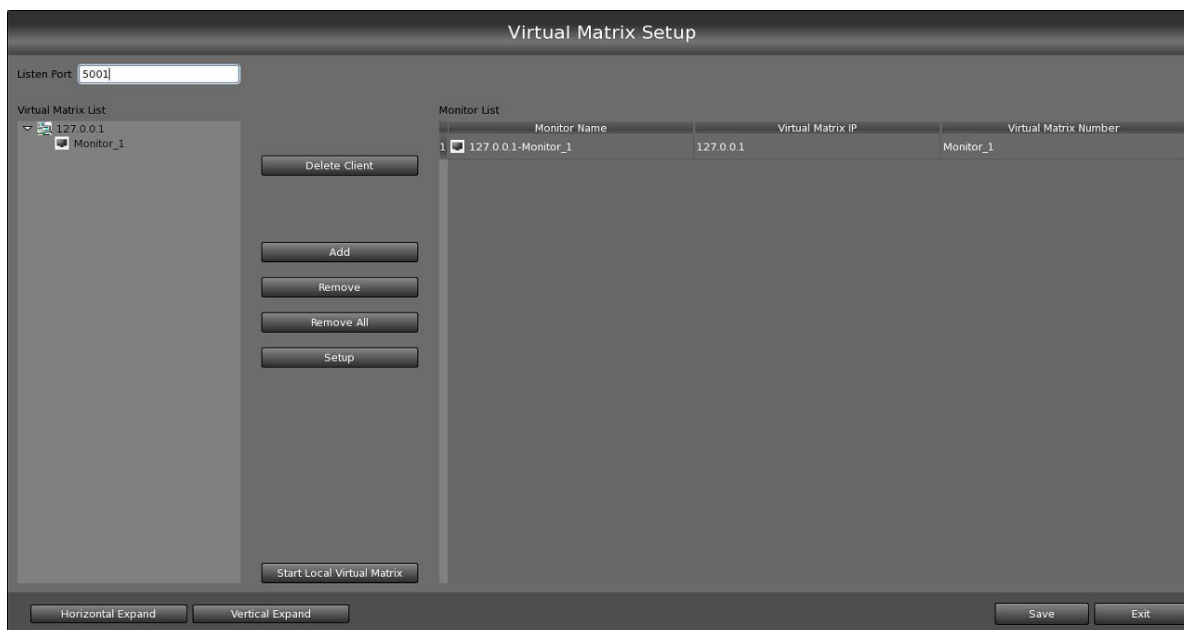 Virtual Matrix Setup
Listen Port 5001
Virtual Matrix List
127.0.0.1
Monitor_1
Delete Client
Add
Remove
Remove All
Setup
Start Local Virtual Matrix
Monitor List
Monitor Name Virtual Matrix IP Virtual Matrix Number
1 127.0.0.1-Monitor_1 127.0.0.1 Monitor_1
Horizontal Expand Vertical Expand Save Exit